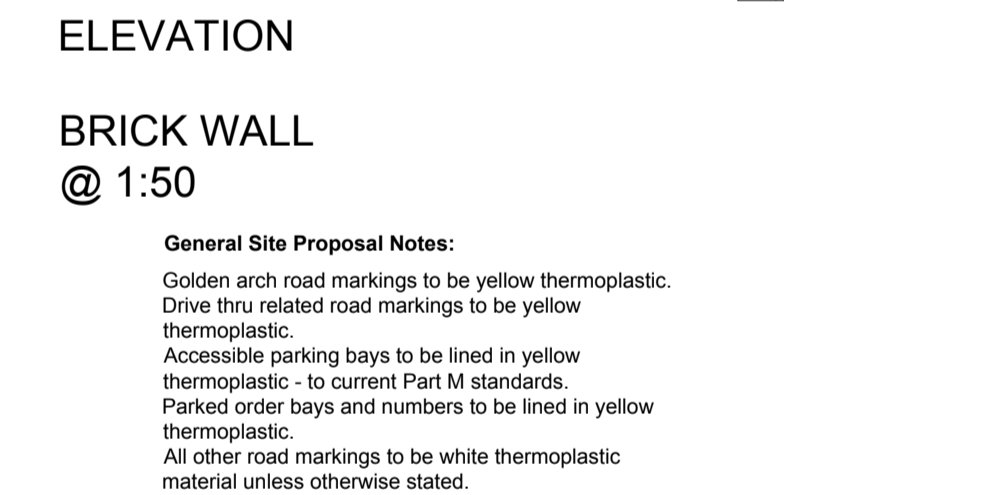 ELEVATION
BRICK WALL
@ 1:50
General Site Proposal Notes:
Golden arch road markings to be yellow thermoplastic.
Drive thru related road markings to be yellow
thermoplastic.
Accessible parking bays to be lined in yellow
thermoplastic - to current Part M standards.
Parked order bays and numbers to be lined in yellow
thermoplastic.
All other road markings to be white thermoplastic
material unless otherwise stated.